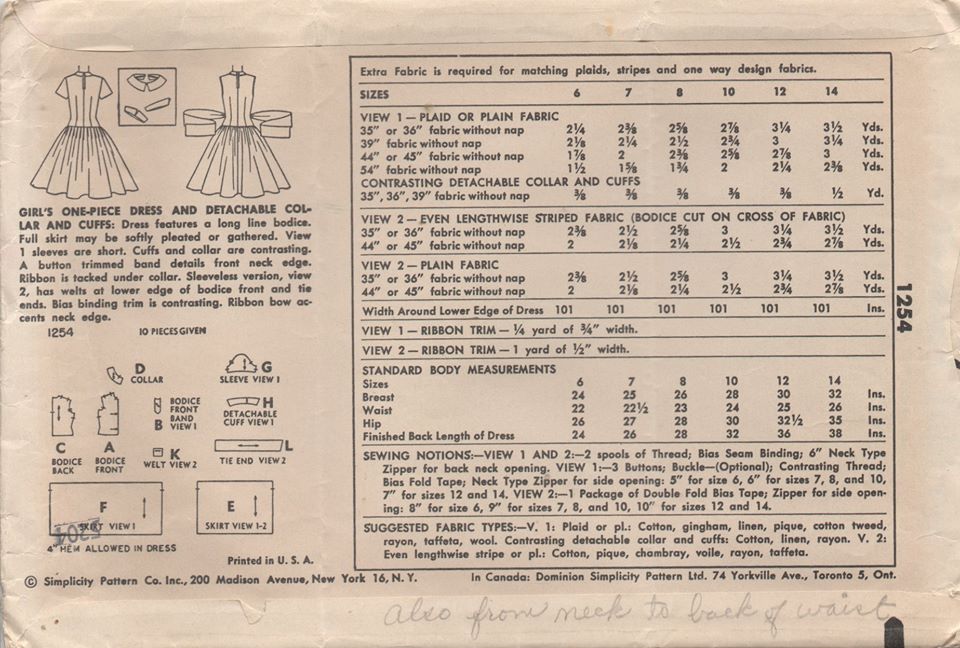 GIRL'S ONE-PIECE DRESS AND DETACHABLE COL-
LAR AND CUFFS: Dress features a long line bodice.
Full skirt may be softly pleated or gathered. View
1 sleeves are short. Cuffs and collar are contrasting.
A button trimmed band details front neck edge.
Ribbon is tacked under collar. Sleeveless version, view
2, has welts at lower edge of bodice front and tie
ends. Bias binding trim is contrasting. Ribbon bow ac-
cents neck edge.
1254 10 PIECES GIVEN
D
COLLAR
G
SLEEVE VIEW 1
C
BODICE
BACK
A
BODICE
FRONT
BODICE
FRONT
BAND
B VIEW 1
H
DETACHABLE
CUFF VIEW 1
K
WELT VIEW 2
L
TIE END VIEW 2
F
SKIRT VIEW 1
E
SKIRT VIEW 1-2
5304
4" HEM ALLOWED IN DRESS
Printed in U. S. A.
Extra Fabric is required for matching plaids, stripes and one way design fabrics.
SIZES 6 7 8 10 12 14
VIEW 1 — PLAID OR PLAIN FABRIC
35" or 36" fabric without nap 2¼ 2⅜ 2⅝ 2⅞ 3¼ 3½ Yds.
39" fabric without nap 2⅛ 2¼ 2½ 2¾ 3 3¼ Yds.
44" or 45" fabric without nap 1⅞ 2 2⅜ 2⅝ 2⅞ 3 Yds.
54" fabric without nap 1½ 1⅝ 1¾ 2 2¼ 2⅜ Yds.
CONTRASTING DETACHABLE COLLAR AND CUFFS
35", 36", 39" fabric without nap ⅜ ⅜ ⅜ ⅜ ⅜ ½ Yd.
VIEW 2 — EVEN LENGTHWISE STRIPED FABRIC (BODICE CUT ON CROSS OF FABRIC)
35" or 36" fabric without nap 2⅜ 2½ 2⅝ 3 3¼ 3½ Yds.
44" or 45" fabric without nap 2 2⅛ 2¼ 2½ 2¾ 2⅞ Yds.
VIEW 2 — PLAIN FABRIC
35" or 36" fabric without nap 2⅜ 2½ 2⅝ 3 3¼ 3½ Yds.
44" or 45" fabric without nap 2 2⅛ 2¼ 2½ 2¾ 2⅞ Yds.
Width Around Lower Edge of Dress 101 101 101 101 101 101 Ins.
VIEW 1 — RIBBON TRIM — ¼ yard of ¾" width.
VIEW 2 — RIBBON TRIM — 1 yard of ½" width.
STANDARD BODY MEASUREMENTS
Sizes 6 7 8 10 12 14
Breast 24 25 26 28 30 32 Ins.
Waist 22 22½ 23 24 25 26 Ins.
Hip 26 27 28 30 32½ 35 Ins.
Finished Back Length of Dress 24 26 28 32 36 38 Ins.
SEWING NOTIONS:—VIEW 1 AND 2:—2 spools of Thread; Bias Seam Binding; 6" Neck Type
Zipper for back neck opening. VIEW 1:—3 Buttons; Buckle—(Optional); Contrasting Thread;
Bias Fold Tape; Neck Type Zipper for side opening: 5" for size 6, 6" for sizes 7, 8, and 10,
7" for sizes 12 and 14. VIEW 2:—1 Package of Double Fold Bias Tape; Zipper for side open-
ing: 8" for size 6, 9" for sizes 7, 8, and 10, 10" for sizes 12 and 14.
SUGGESTED FABRIC TYPES:—V. 1: Plaid or pl.: Cotton, gingham, linen, pique, cotton tweed,
rayon, taffeta, wool. Contrasting detachable collar and cuffs: Cotton, linen, rayon. V. 2:
Even lengthwise stripe or pl.: Cotton, pique, chambray, voile, rayon, taffeta.
1254
© Simplicity Pattern Co. Inc., 200 Madison Avenue, New York 16, N. Y. In Canada: Dominion Simplicity Pattern Ltd. 74 Yorkville Ave., Toronto 5, Ont.
also from neck to back of waist